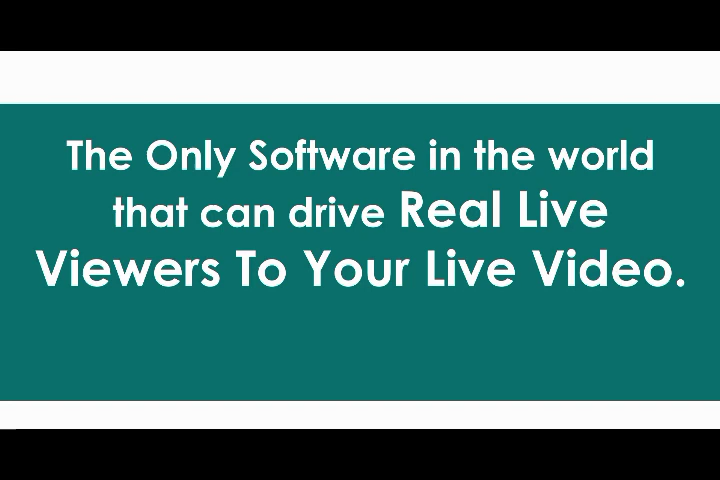 The Only Software in the world
that can drive Real Live
Viewers To Your Live Video.